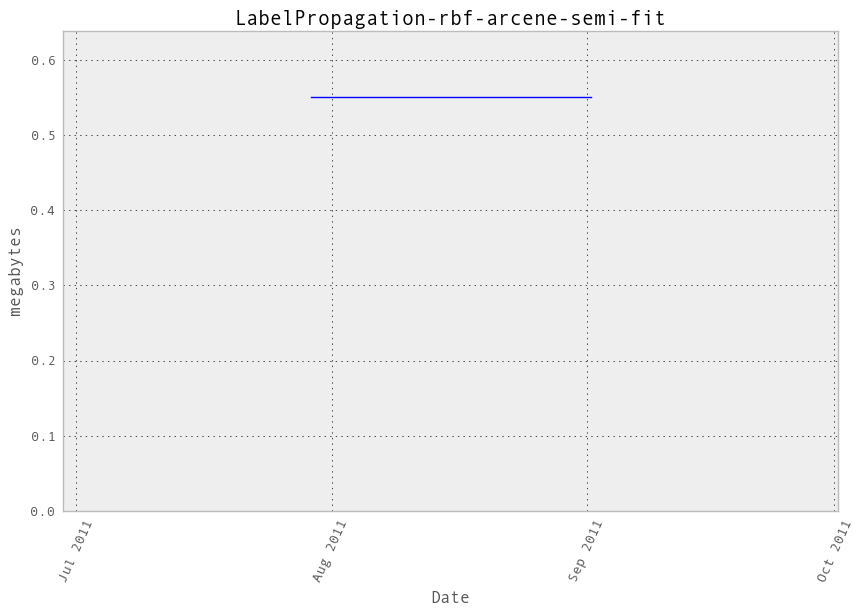 LabelPropagation-rbf-arcene-semi-fit
0.6
0.5
0.4
0.3
0.2
0.1
0.0
megabytes
Jul 2011
Aug 2011
Sep 2011
Oct 2011
Date